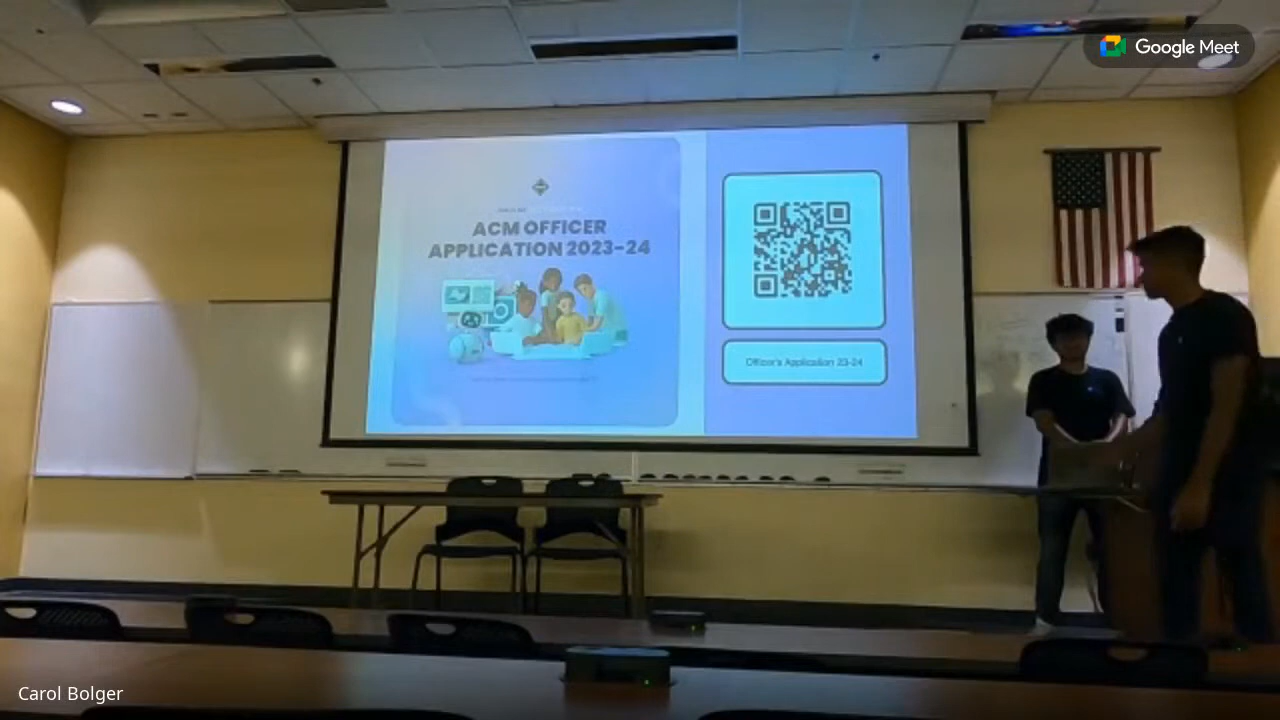 Google Meet
ACM OFFICER
APPLICATION 2023-24
Officer's Application 23-24
Carol Bolger